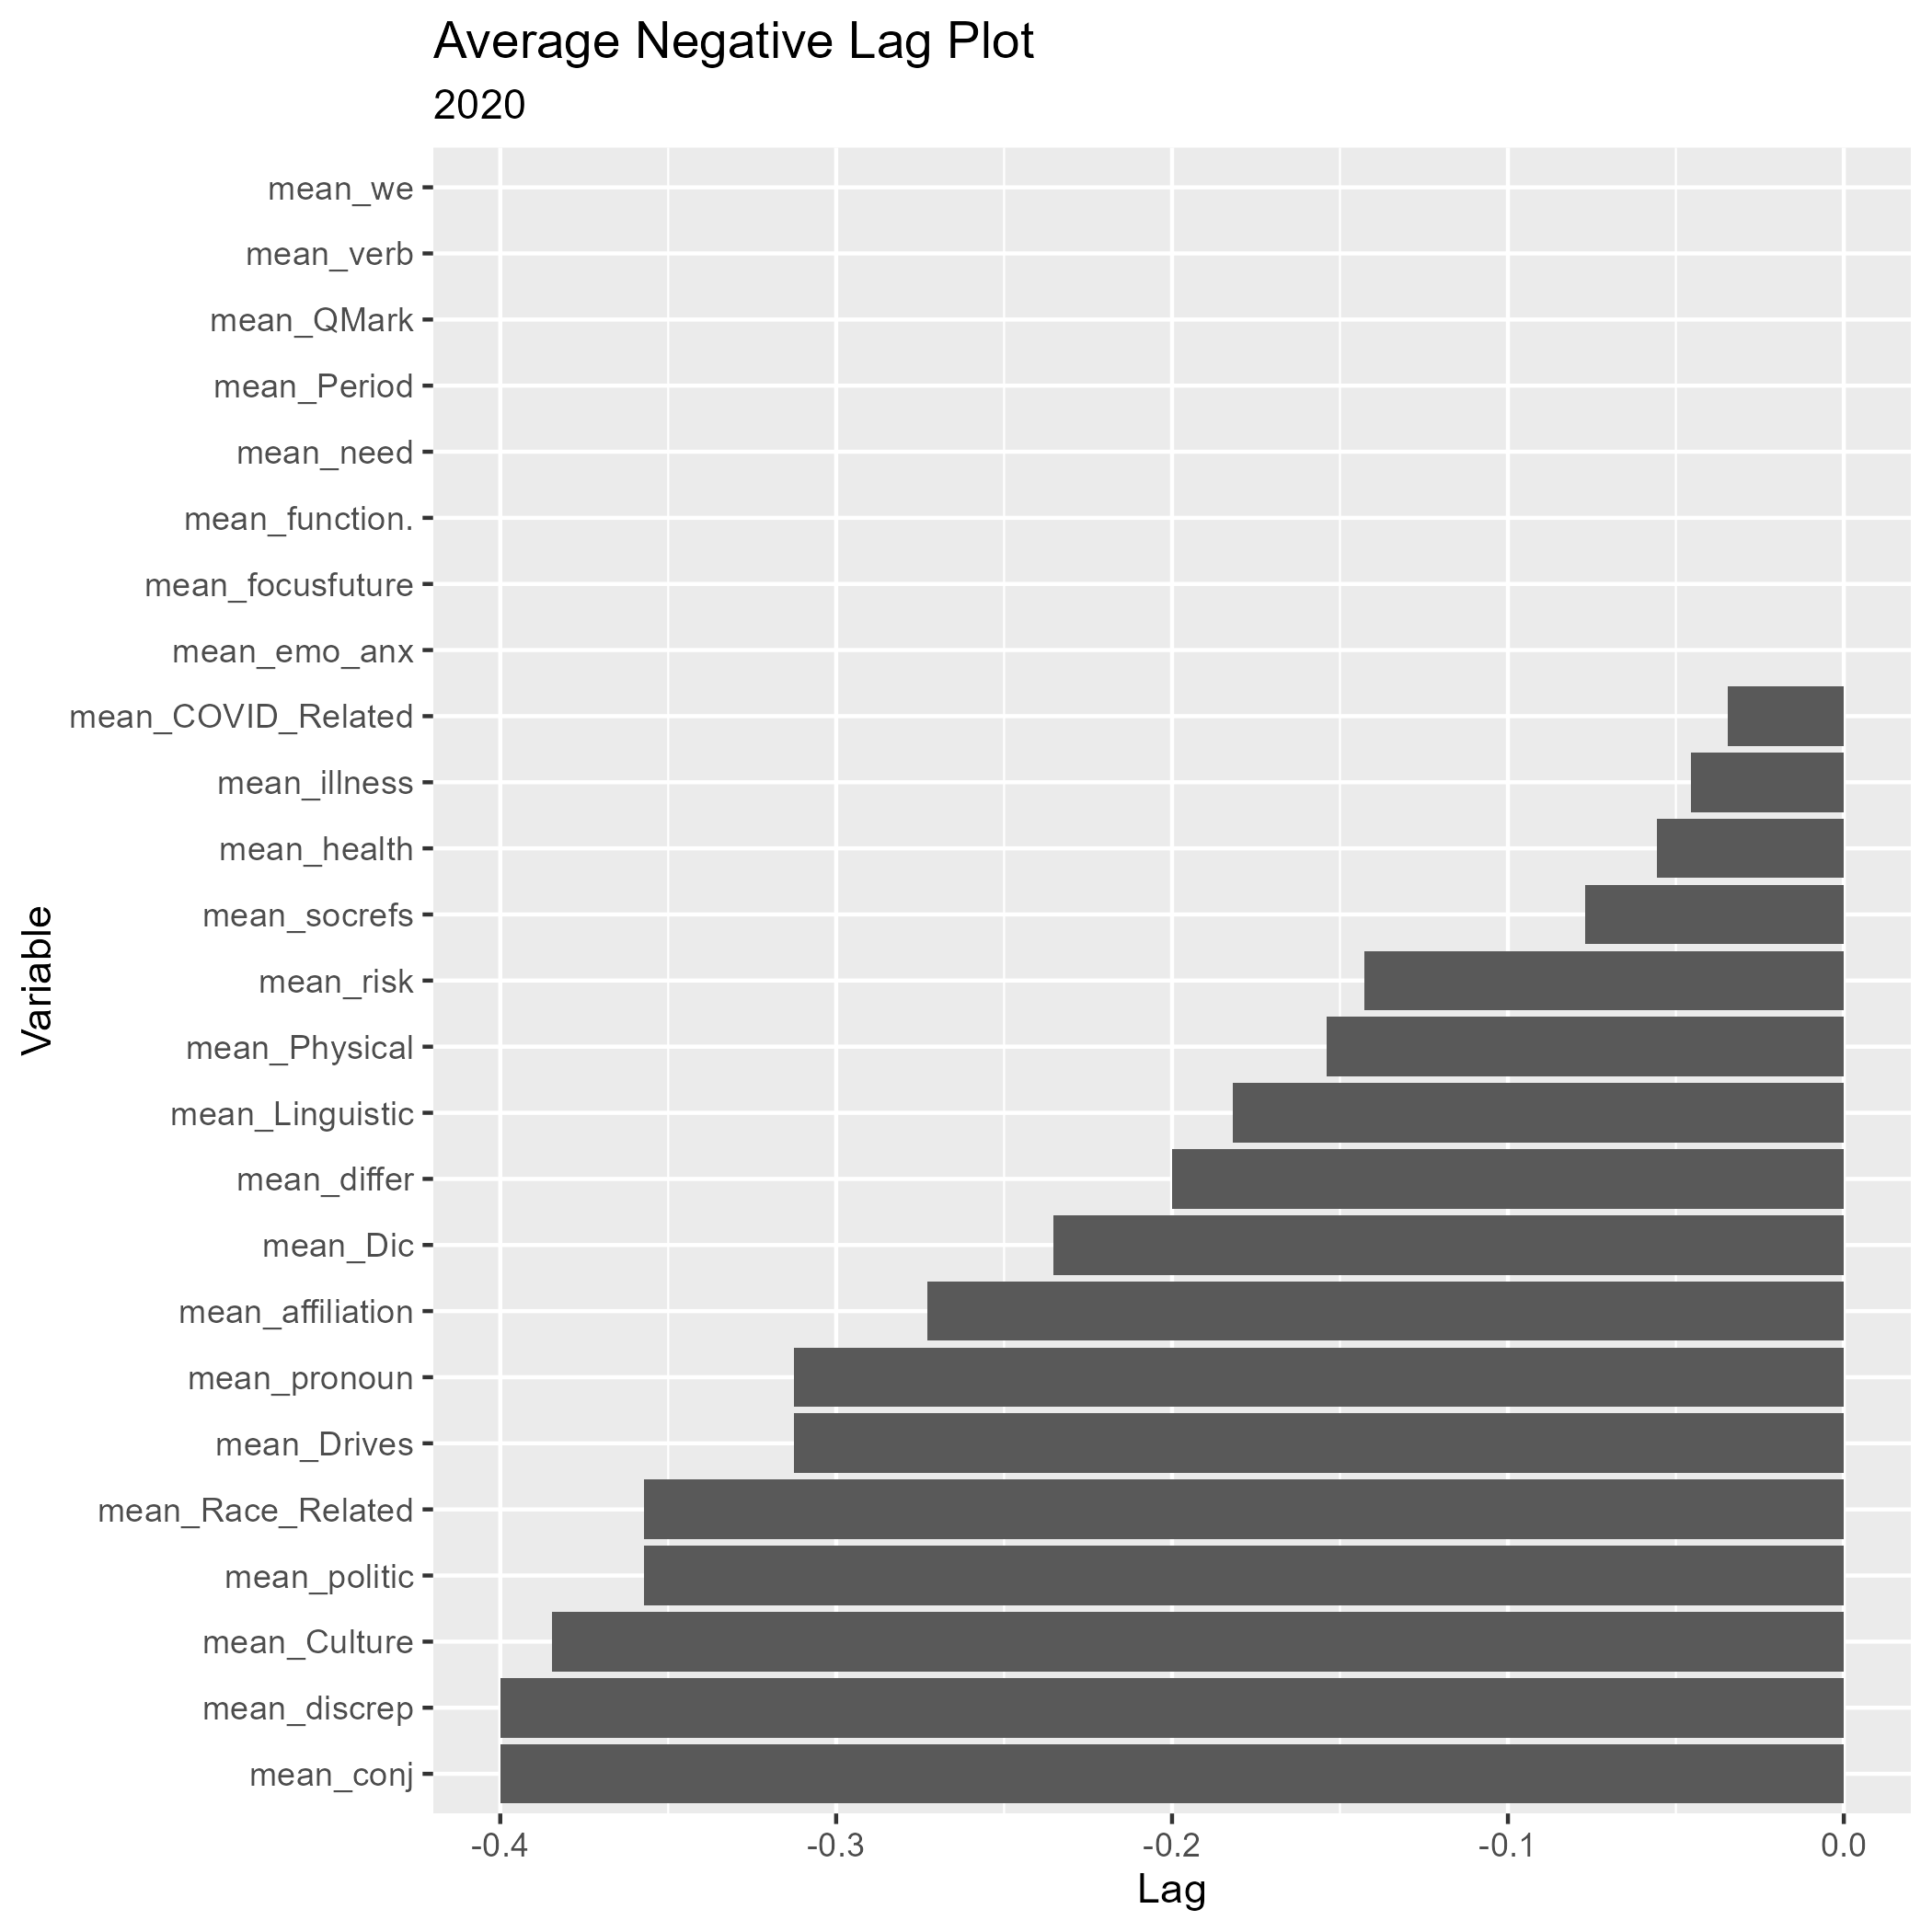 Average Negative Lag Plot
2020
Variable
mean_we
mean_verb
mean_QMark
mean_Period
mean_need
mean_function.
mean_focusfuture
mean_emo_anx
mean_COVID_Related
mean_illness
mean_health
mean_socrefs
mean_risk
mean_Physical
mean_Linguistic
mean_differ
mean_Dic
mean_affiliation
mean_pronoun
mean_Drives
mean_Race_Related
mean_politic
mean_Culture
mean_discrep
mean_conj
-0.4 -0.3 -0.2 -0.1 0.0
Lag